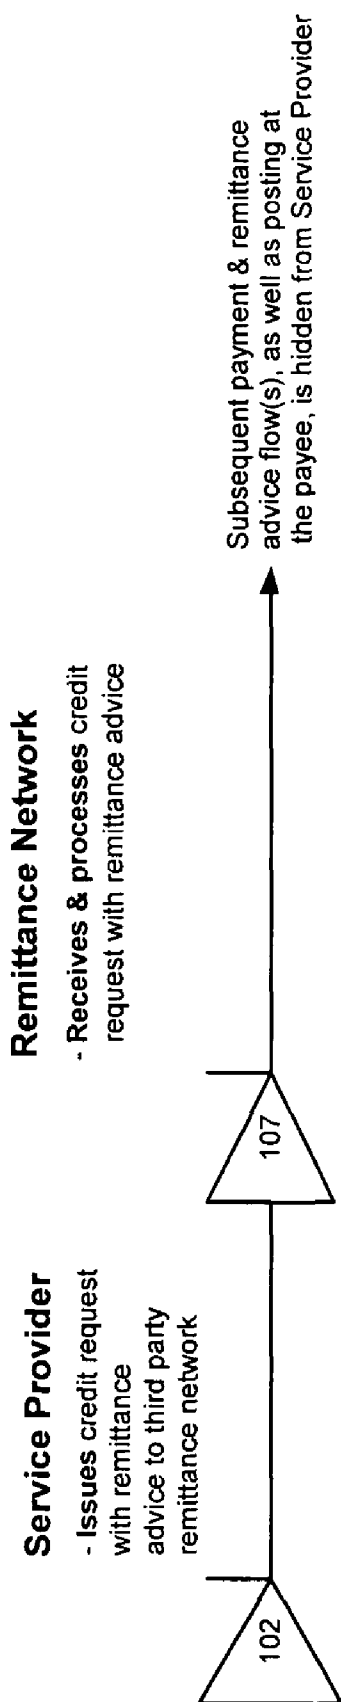 Service Provider
- Issues credit request
with remittance
advice to third party
remittance network
102
Remittance Network
- Receives & processes credit
request with remittance advice
107
Subsequent payment & remittance
advice flow(s), as well as posting at
the payee, is hidden from Service Provider